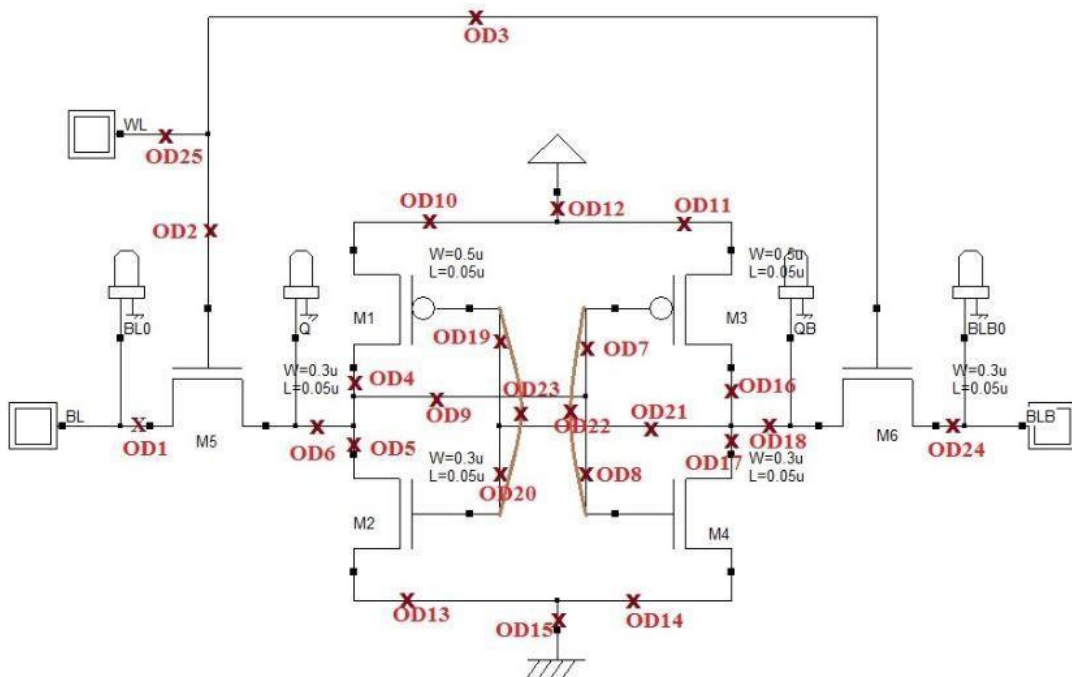 OD3
WL
OD25
OD2
OD10
OD12
OD11
W=0.5u
L=0.05u
W=0.5u
L=0.05u
BL0
Q
M1
M3
QB
BLB0
OD19
OD7
W=0.3u
L=0.05u
OD4
OD23
OD16
W=0.3u
L=0.05u
BL
OD9
OD22
OD21
BLB
OD1
M5
OD6
OD5
OD17
OD18
M6
OD24
W=0.3u
L=0.05u
OD20
OD8
W=0.3u
L=0.05u
M2
M4
OD13
OD15
OD14